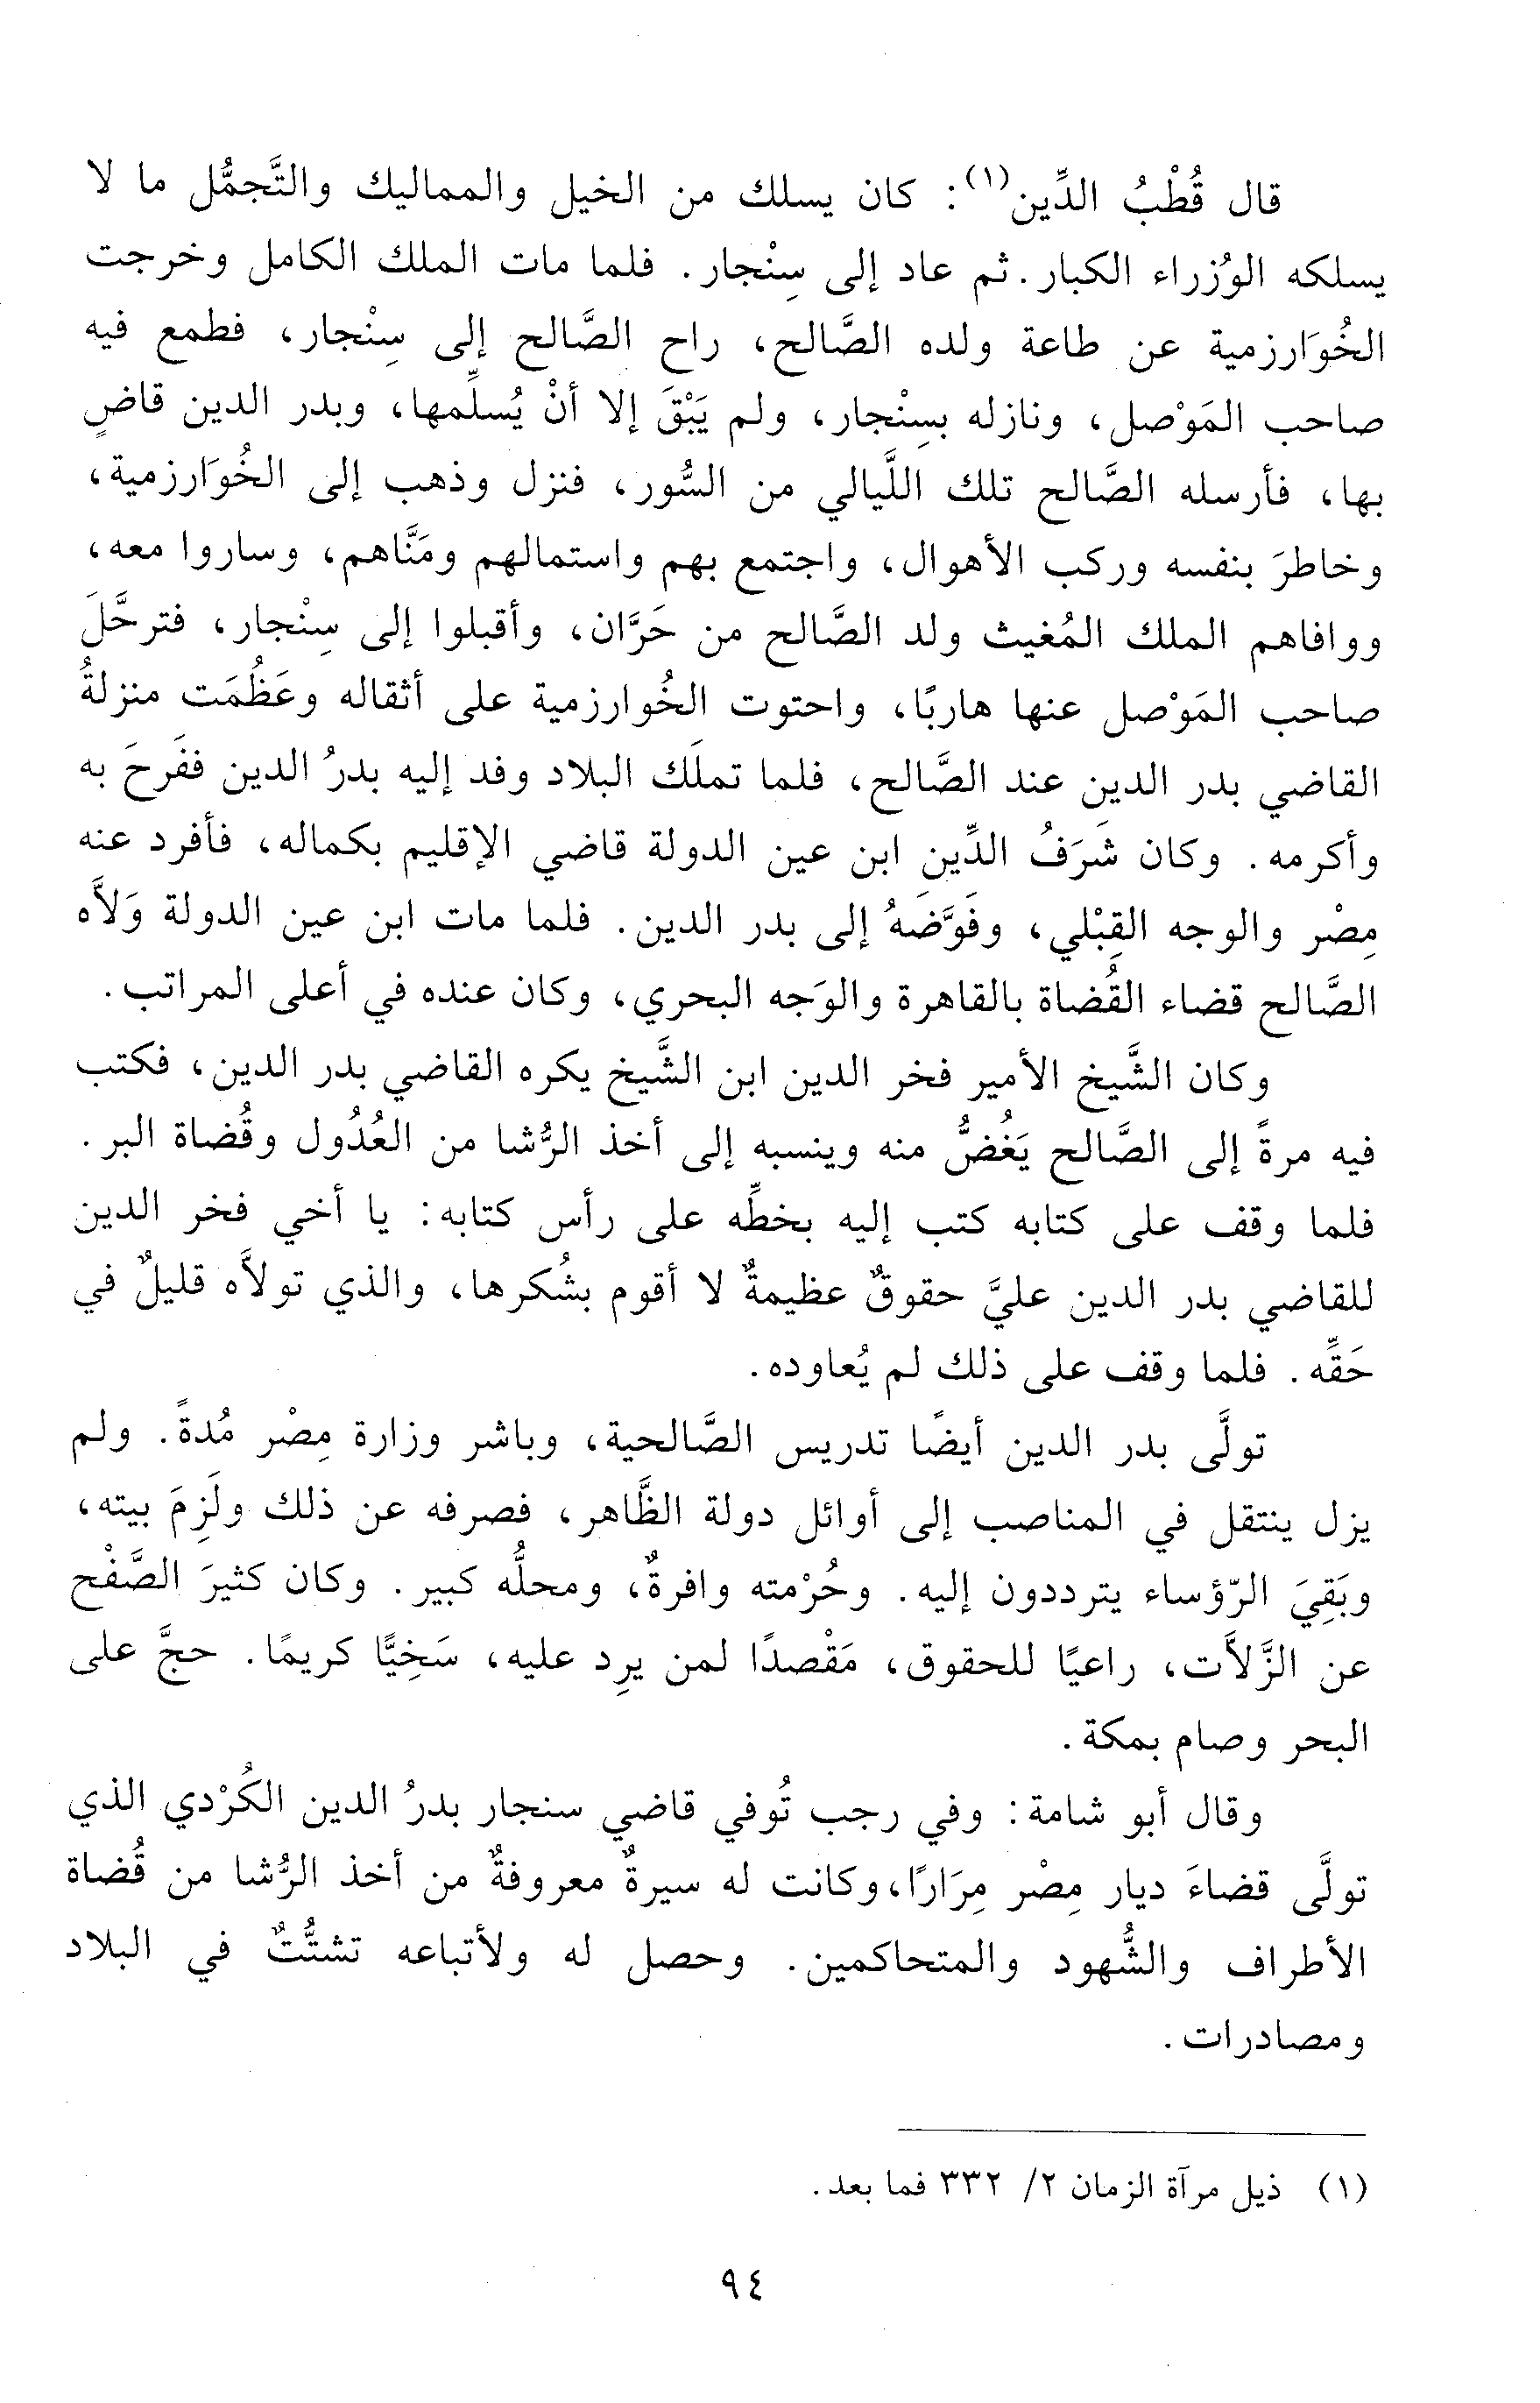 قال قُطْبُ الدِّين(١): كان يسلك من الخيل والمماليك والتَّجمُّل ما لا
يسلكه الوُزراء الكبار. ثم عاد إلى سِنْجار. فلما مات الملك الكامل وخرجت
الخُوَارزمية عن طاعة ولده الصَّالح، راح الصَّالح إلى سِنْجار، فطمع فيه
صاحب المَوْصل، ونازله بسِنْجار، ولم يَبْقَ إلا أنْ يُسلِّمها، وبدر الدين قاضٍ
بها، فأرسله الصَّالح تلك اللَّيالي من السُّور، فنزل وذهب إلى الخُوَارزمية،
وخاطرَ بنفسه وركب الأهوال، واجتمع بهم واستمالهم ومَنَّاهم، وساروا معه،
ووافاهم الملك المُغيث ولد الصَّالح من حَرَّان، وأقبلوا إلى سِنْجار، فترحَّلَ
صاحب المَوْصل عنها هاربًا، واحتوت الخُوارزمية على أثقاله وعَظُمَت منزلةُ
القاضي بدر الدين عند الصَّالح، فلما تملَك البلاد وفد إليه بدرُ الدين ففَرِحَ به
وأكرمه. وكان شَرَفُ الدِّين ابن عين الدولة قاضي الإقليم بكماله، فأفرد عنه
مِصْر والوجه القِبْلي، وفَوَّضَهُ إلى بدر الدين. فلما مات ابن عين الدولة وَلاَّه
الصَّالح قضاء القُضاة بالقاهرة والوَجه البحري، وكان عنده في أعلى المراتب.
وكان الشَّيخ الأمير فخر الدين ابن الشَّيخ يكره القاضي بدر الدين، فكتب
فيه مرةً إلى الصَّالح يَغُضُّ منه وينسبه إلى أخذ الرُّشا من العُدُول وقُضاة البر.
فلما وقف على كتابه كتب إليه بخطِّه على رأس كتابه: يا أخي فخر الدين
للقاضي بدر الدين عليَّ حقوقٌ عظيمةٌ لا أقوم بشُكرها، والذي تولاَّه قليلٌ في
حَقِّه. فلما وقف على ذلك لم يُعاوده.
تولَّى بدر الدين أيضًا تدريس الصَّالحية، وباشر وزارة مِصْر مُدةً. ولم
يزل ينتقل في المناصب إلى أوائل دولة الظَّاهر، فصرفه عن ذلك ولَزِمَ بيته،
وبَقِيَ الرّؤساء يترددون إليه. وحُرْمته وافرةٌ، ومحلُّه كبير. وكان كثيرَ الصَّفْح
عن الزَّلاَّت، راعيًا للحقوق، مَقْصدًا لمن يرِد عليه، سَخِيًّا كريمًا. حجَّ على
البحر وصام بمكة.
وقال أبو شامة: وفي رجب تُوفي قاضي سنجار بدرُ الدين الكُرْدي الذي
تولَّى قضاءَ ديار مِصْر مِرَارًا، وكانت له سيرةٌ معروفةٌ من أخذ الرُّشا من قُضاة
الأطراف والشُّهود والمتحاكمين. وحصل له ولأتباعه تشتُّتٌ في البلاد
ومصادرات.
(١) ذيل مرآة الزمان ٢/ ٣٣٢ فما بعد.
٩٤